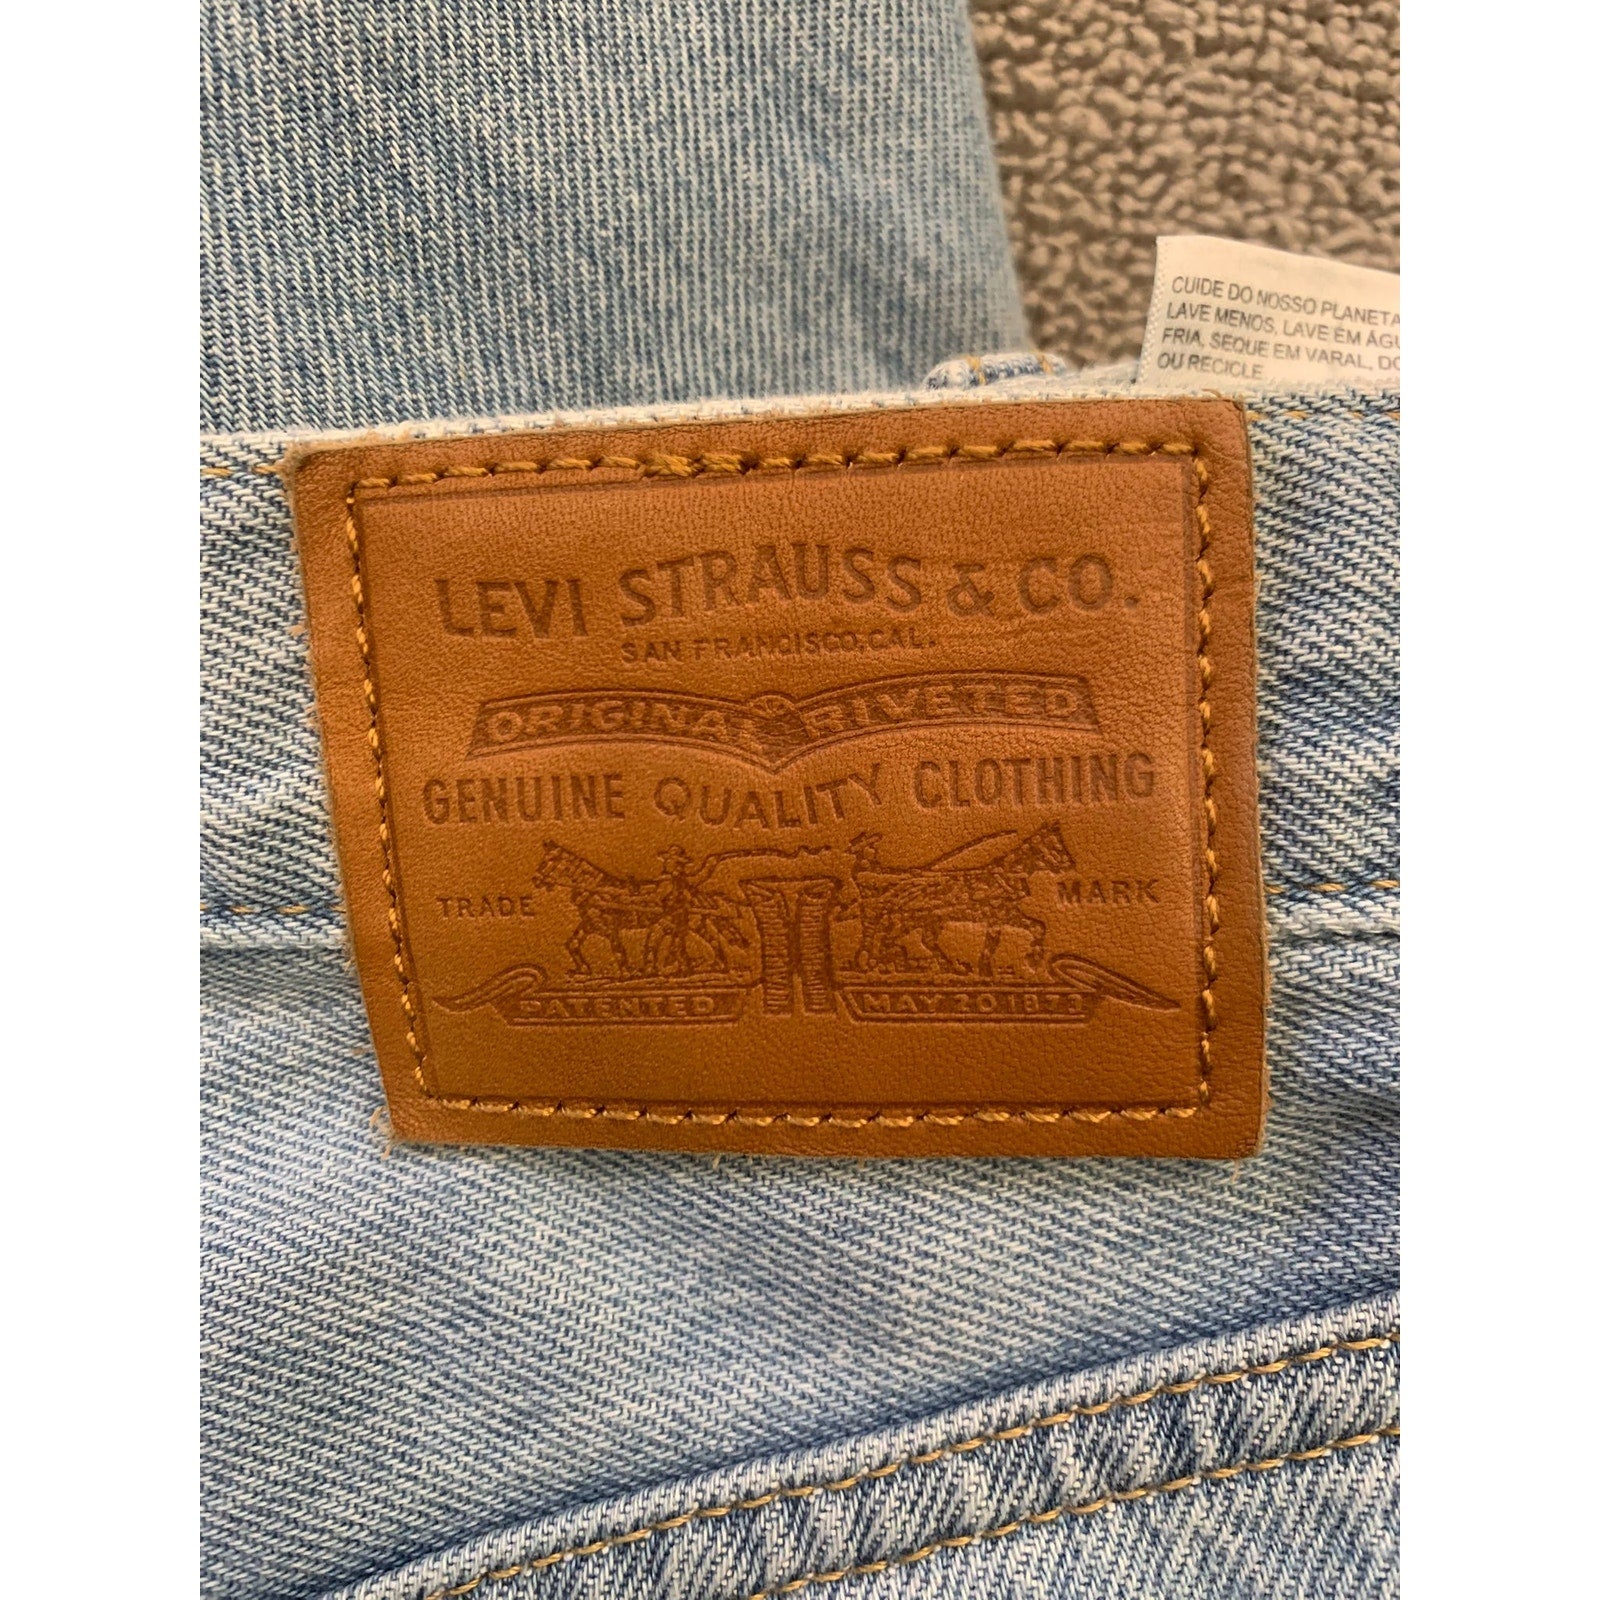 CUIDE DO NOSSO PLANETA
LAVE MENOS, LAVE EM ÁGU
FRIA, SEQUE EM VARAL, DO
OU RECICLE
LEVI STRAUSS & CO.
SAN FRANCISCO, CAL.
ORIGINAL RIVETED
GENUINE QUALITY CLOTHING
TRADE MARK
PATENTED MAY 20 1873